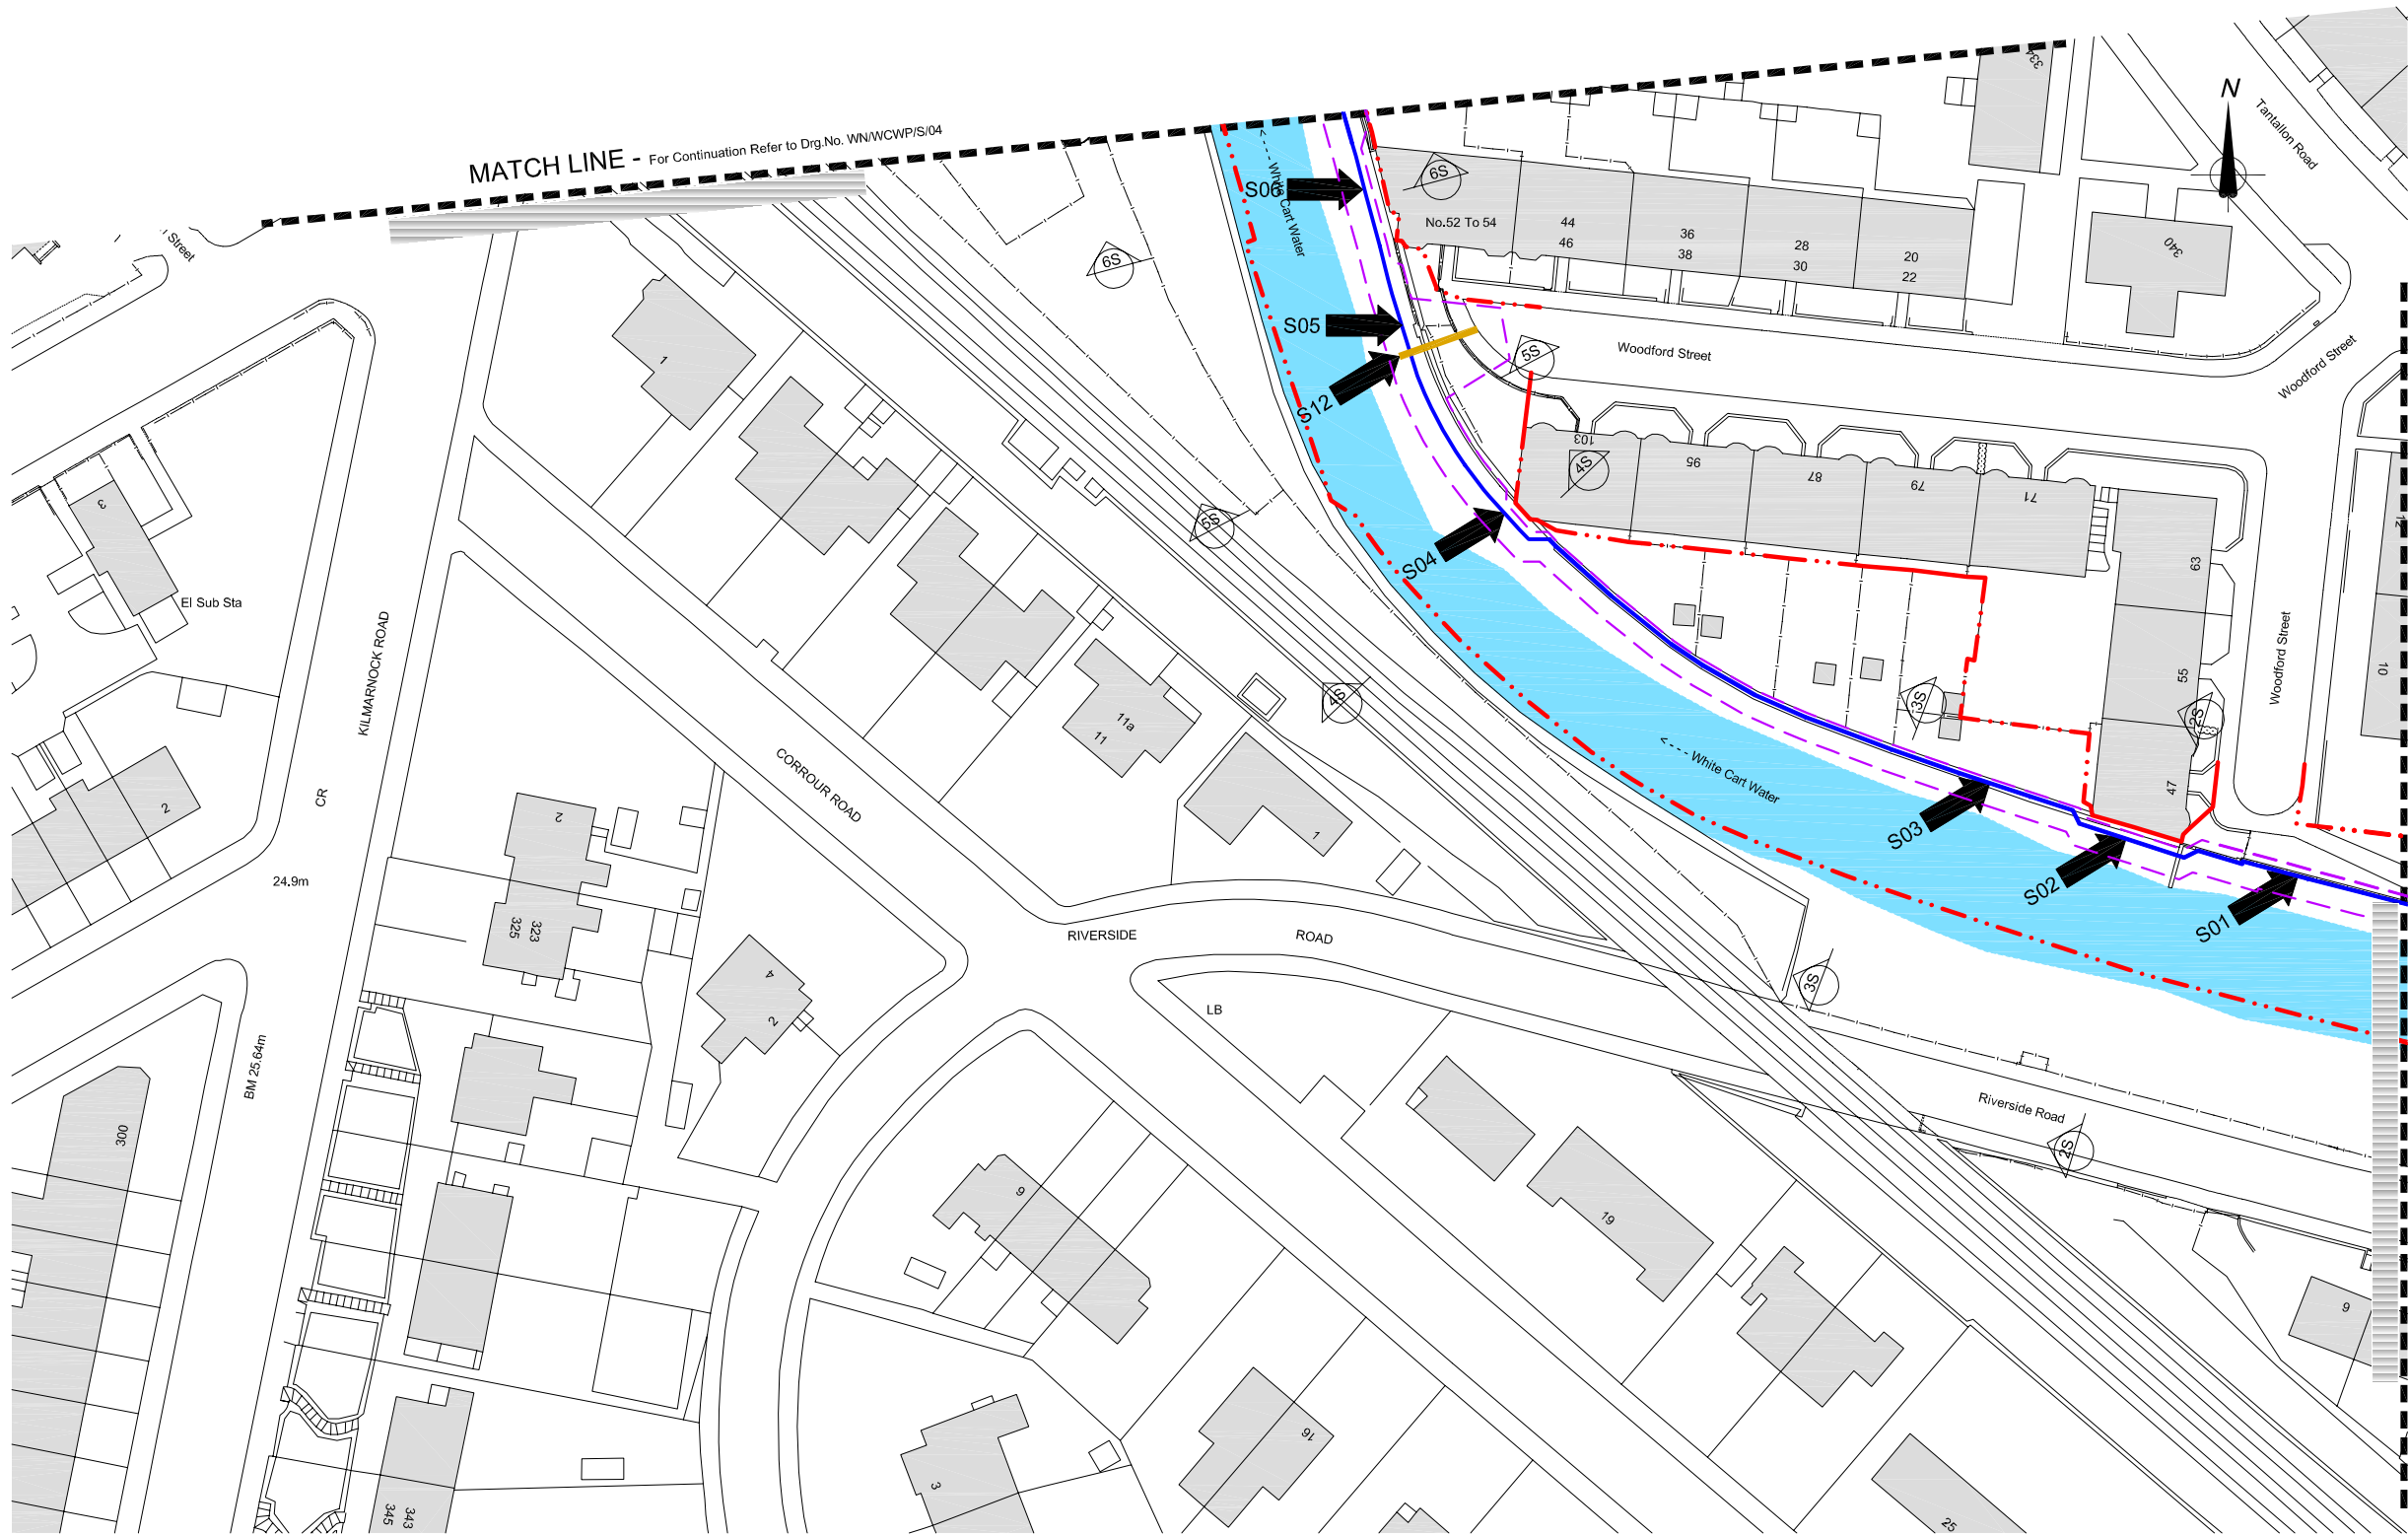 MATCH LINE - For Continuation Refer to Drg.No. WN/WCWP/S/04
N
Tantallon Road
334
340
Street
S06
<---- White Cart Water
6S
6S
No.52 To 54
44
46
36
38
28
30
20
22
S05
S12
5S
5S
Woodford Street
Woodford Street
1
103
95
87
79
71
4S
4S
S04
63
55
47
Woodford Street
12
10
3
El Sub Sta
KILMARNOCK ROAD
11a
11
3S
2S
<---- White Cart Water
CORROUR ROAD
CR
2
2
1
S03
S02
S01
24.9m
325
323
RIVERSIDE ROAD
4
2
LB
3S
BM 25.64m
300
Riverside Road
2S
9
19
9
16
3
345
343
25